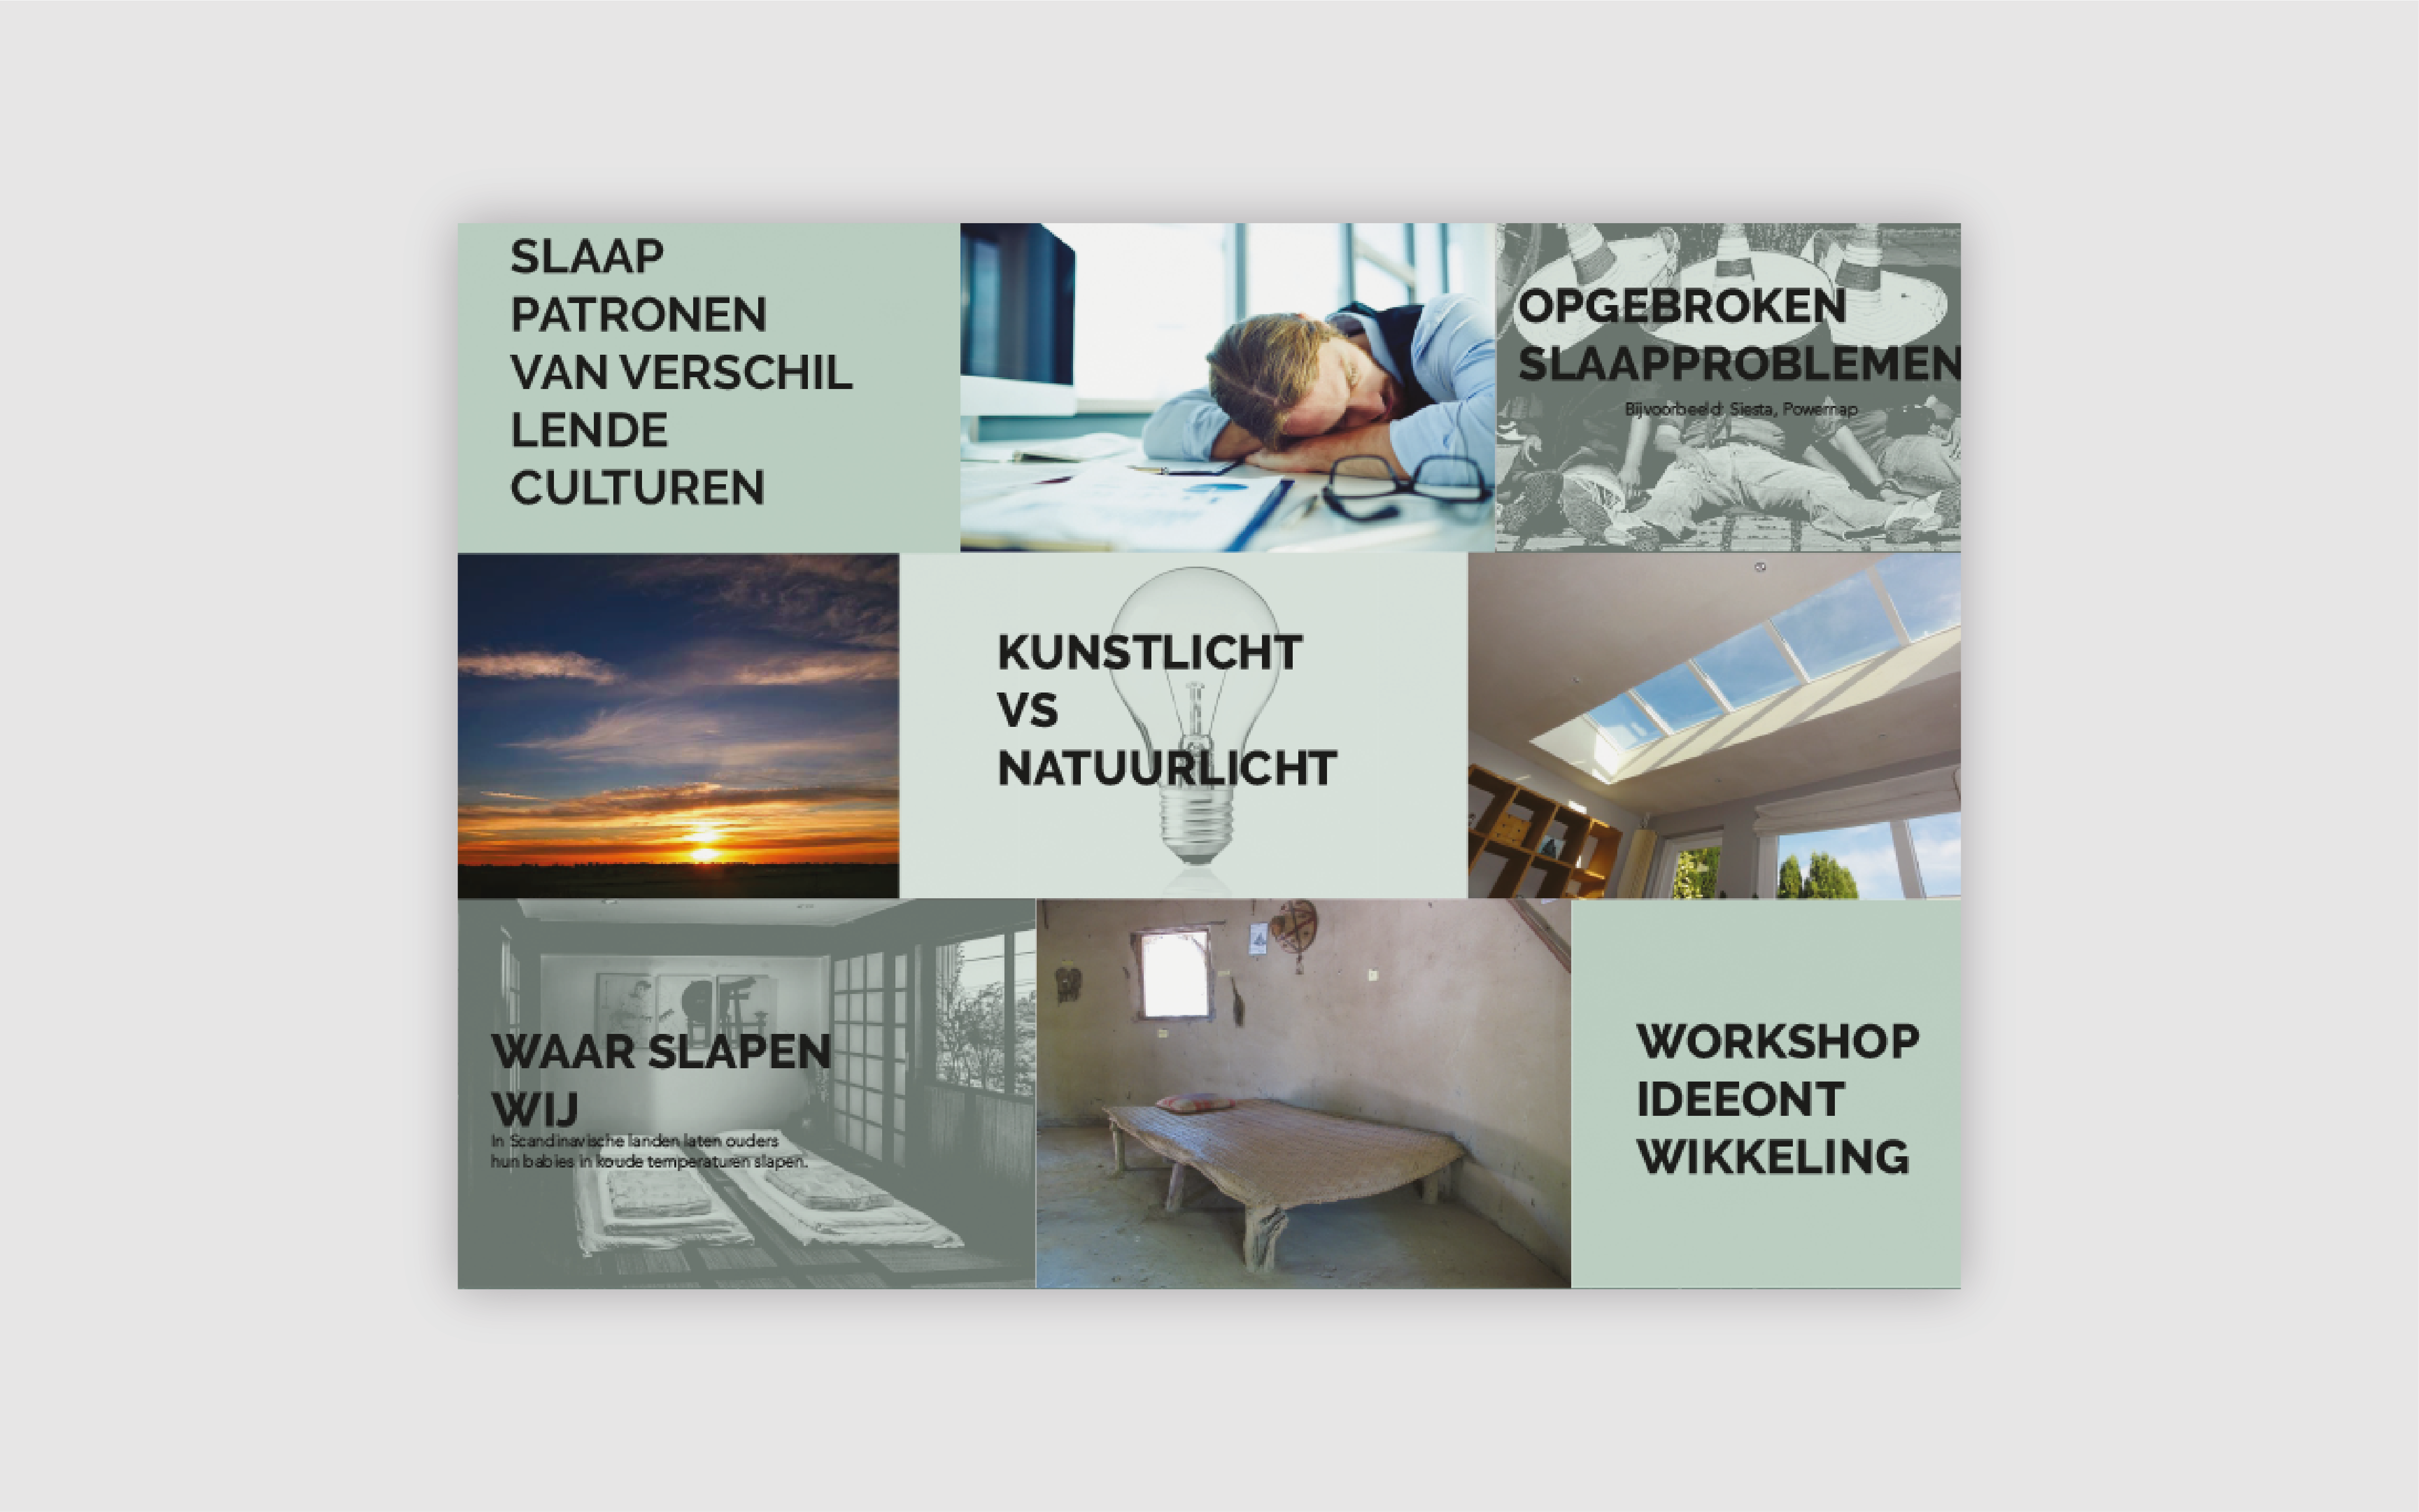 SLAAP
PATRONEN
VAN VERSCHIL
LENDE
CULTUREN
OPGEBROKEN
SLAAPPROBLEMEN
Bijvoorbeeld: Siesta, Powernap
KUNSTLICHT
VS
NATUURLICHT
WAAR SLAPEN
WIJ
In Scandinavische landen laten ouders
hun babies in koude temperaturen slapen.
WORKSHOP
IDEEONT
WIKKELING